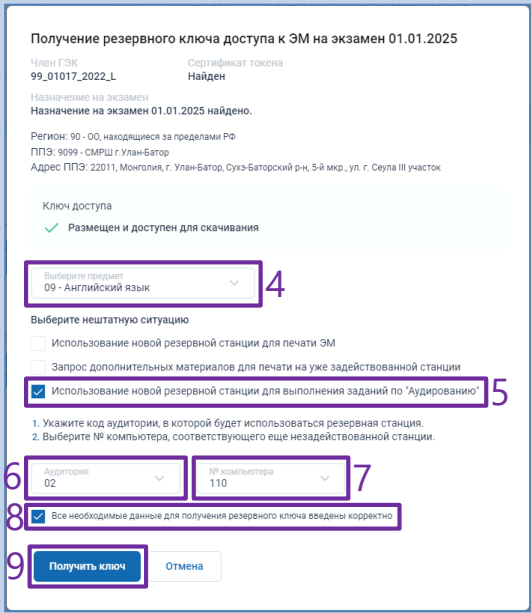 Получение резервного ключа доступа к ЭМ на экзамен 01.01.2025
Член ГЭК Сертификат токена
99_01017_2022_L Найден
Назначение на экзамен
Назначение на экзамен 01.01.2025 найдено.
Регион: 90 - ОО, находящиеся за пределами РФ
ППЭ: 9099 - СМРШ г.Улан-Батор
Адрес ППЭ: 22011, Монголия, г. Улан-Батор, Сухэ-Баторский р-н, 5-й мкр., ул. г. Сеула III участок
Ключ доступа
Размещен и доступен для скачивания
Выберите предмет
09 - Английский язык
4
Выберите нештатную ситуацию
Использование новой резервной станции для печати ЭМ
Запрос дополнительных материалов для печати на уже задействованной станции
Использование новой резервной станции для выполнения заданий по "Аудированию"
5
1. Укажите код аудитории, в которой будет использоваться резервная станция.
2. Выберите № компьютера, соответствующего еще незадействованной станции.
6 Аудитория № компьютера 7
02 110
8 Все необходимые данные для получения резервного ключа введены корректно
9 Получить ключ Отмена